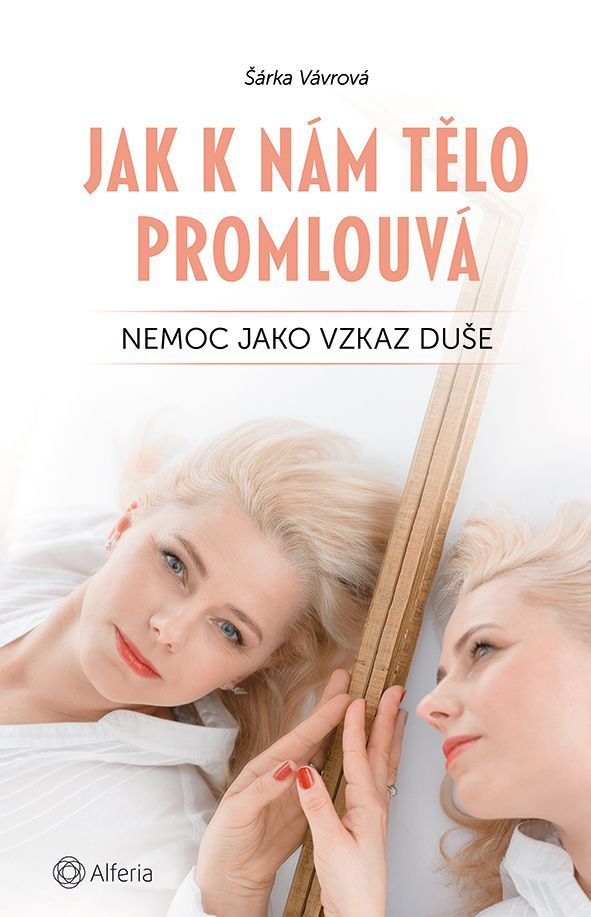 Šárka Vávrová
JAK K NÁM TĚLO
PROMLOUVÁ
NEMOC JAKO VZKAZ DUŠE
Alferia